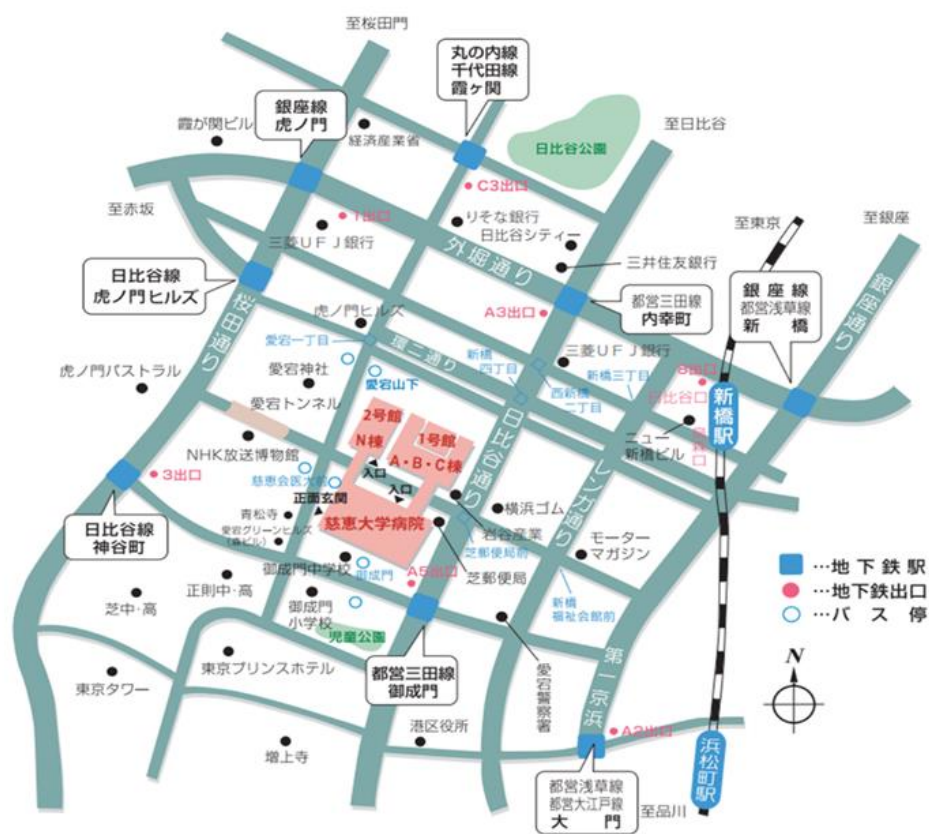 至桜田門
丸の内線
千代田線
霞ヶ関
銀座線
虎ノ門
霞が関ビル
経済産業省
日比谷公園
至日比谷
C3出口
至赤坂
1出口
三菱UFJ銀行
りそな銀行
日比谷シティー
至東京
至銀座
外堀通り
三井住友銀行
日比谷線
虎ノ門ヒルズ
桜田通り
虎ノ門ヒルズ
A3出口
都営三田線
内幸町
銀座線
都営浅草線
新橋
銀座通り
愛宕一丁目
環二通り
新橋
四丁目
三菱UFJ銀行
西新橋
二丁目
新橋三丁目
8出口
日比谷口
新橋駅
虎ノ門パストラル
愛宕神社
愛宕山下
愛宕トンネル
2号館
N棟
1号館
A・B・C棟
日比谷通り
ニュー
新橋ビル
レンガ通り
NHK放送博物館
慈恵会医大前
入口
入口
正面玄関
慈恵大学病院
横浜ゴム
岩谷産業
芝郵便局前
芝郵便局
モーター
マガジン
3出口
日比谷線
神谷町
青松寺
愛宕グリーンヒルズ
(森ビル)
御成門中学校
御成門
A5出口
新橋
福祉会館前
…地下鉄駅
…地下鉄出口
…バス停
芝中・高
正則中・高
御成門
小学校
児童公園
東京プリンスホテル
東京タワー
都営三田線
御成門
愛宕警察署
第一京浜
N
増上寺
港区役所
A2出口
浜松町駅
都営浅草線
都営大江戸線
大門
至品川